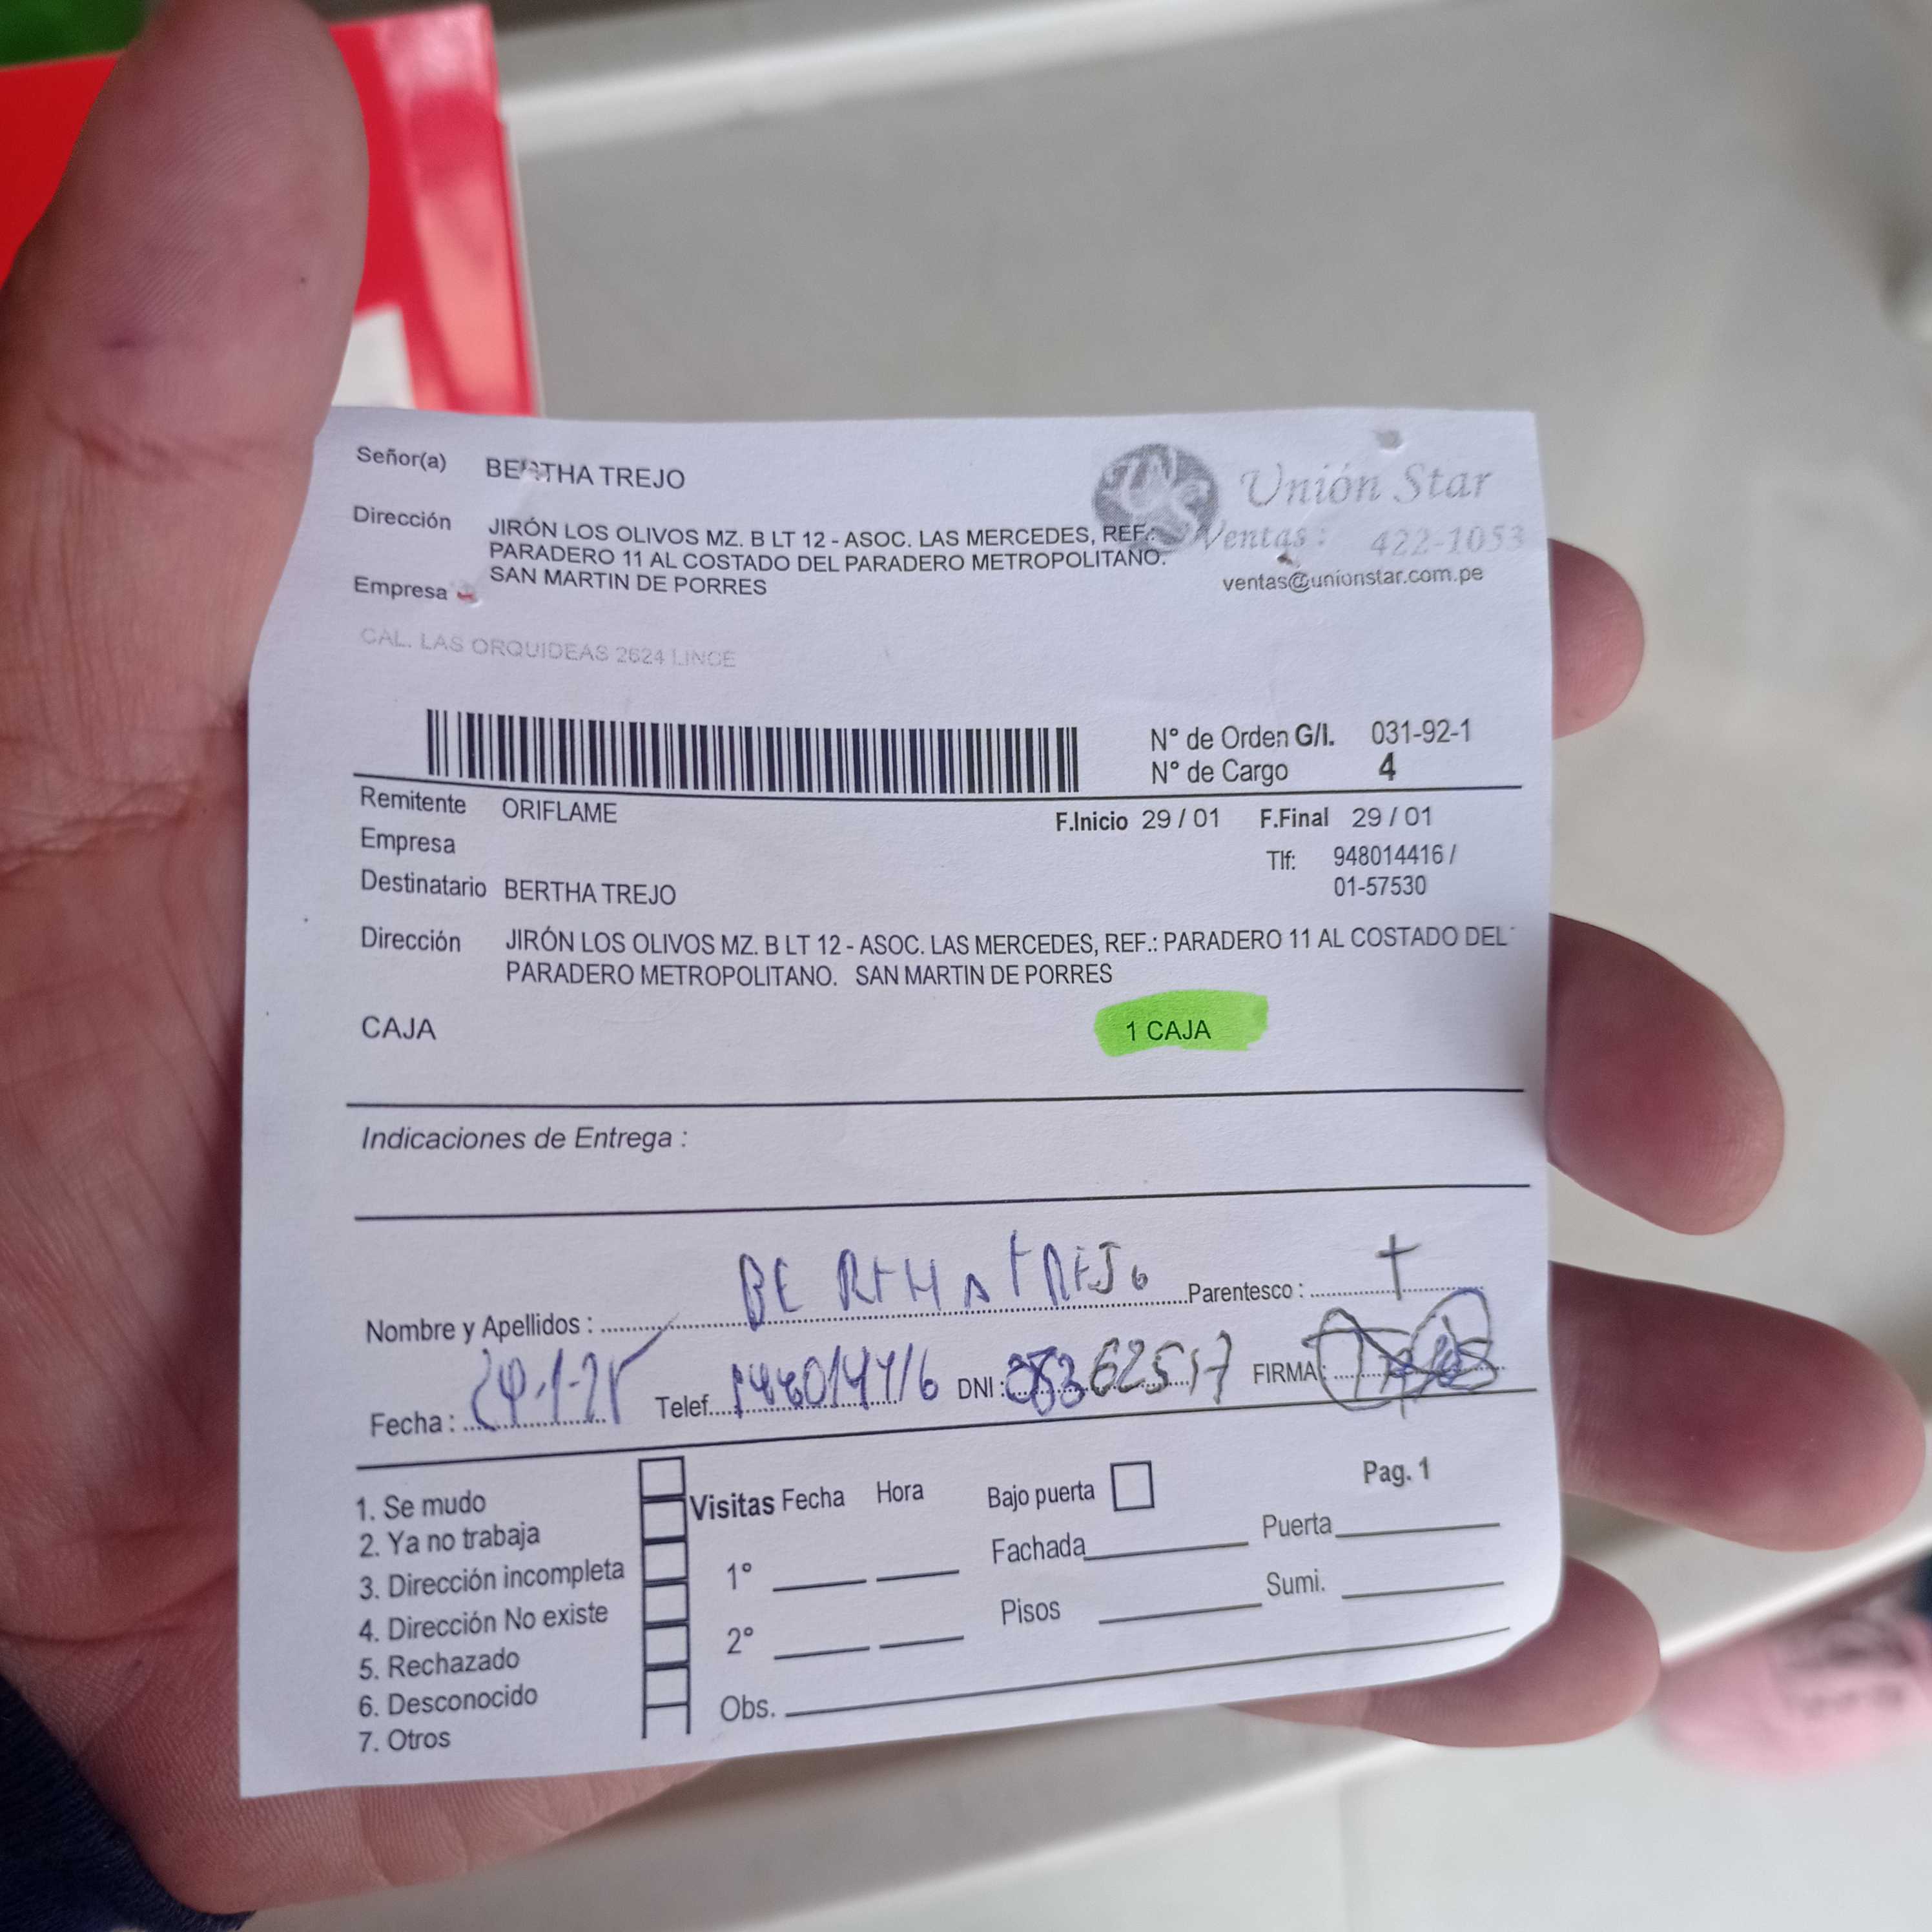 Señor(a) BERTHA TREJO
Unión Star
Dirección JIRÓN LOS OLIVOS MZ. B LT 12 - ASOC. LAS MERCEDES, REF.:
Ventas : 422-1053
PARADERO 11 AL COSTADO DEL PARADERO METROPOLITANO.
ventas@unionstar.com.pe
SAN MARTIN DE PORRES
Empresa
CAL. LAS ORQUIDEAS 2624 LINCE
N° de Orden G/I. 031-92-1
N° de Cargo 4
Remitente ORIFLAME
F.Inicio 29 / 01 F.Final 29 / 01
Empresa
Tlf: 948014416 /
01-57530
Destinatario BERTHA TREJO
Dirección JIRÓN LOS OLIVOS MZ. B LT 12 - ASOC. LAS MERCEDES, REF.: PARADERO 11 AL COSTADO DEL
PARADERO METROPOLITANO. SAN MARTIN DE PORRES
CAJA 1 CAJA
Indicaciones de Entrega :
Nombre y Apellidos : BERTHA TREJO Parentesco :
Fecha : Telef. DNI : FIRMA :
1. Se mudo
2. Ya no trabaja
3. Dirección incompleta
4. Dirección No existe
5. Rechazado
6. Desconocido
7. Otros
Visitas Fecha Hora
1°
2°
Obs.
Bajo puerta
Fachada
Pisos
Pag. 1
Puerta
Sumi.